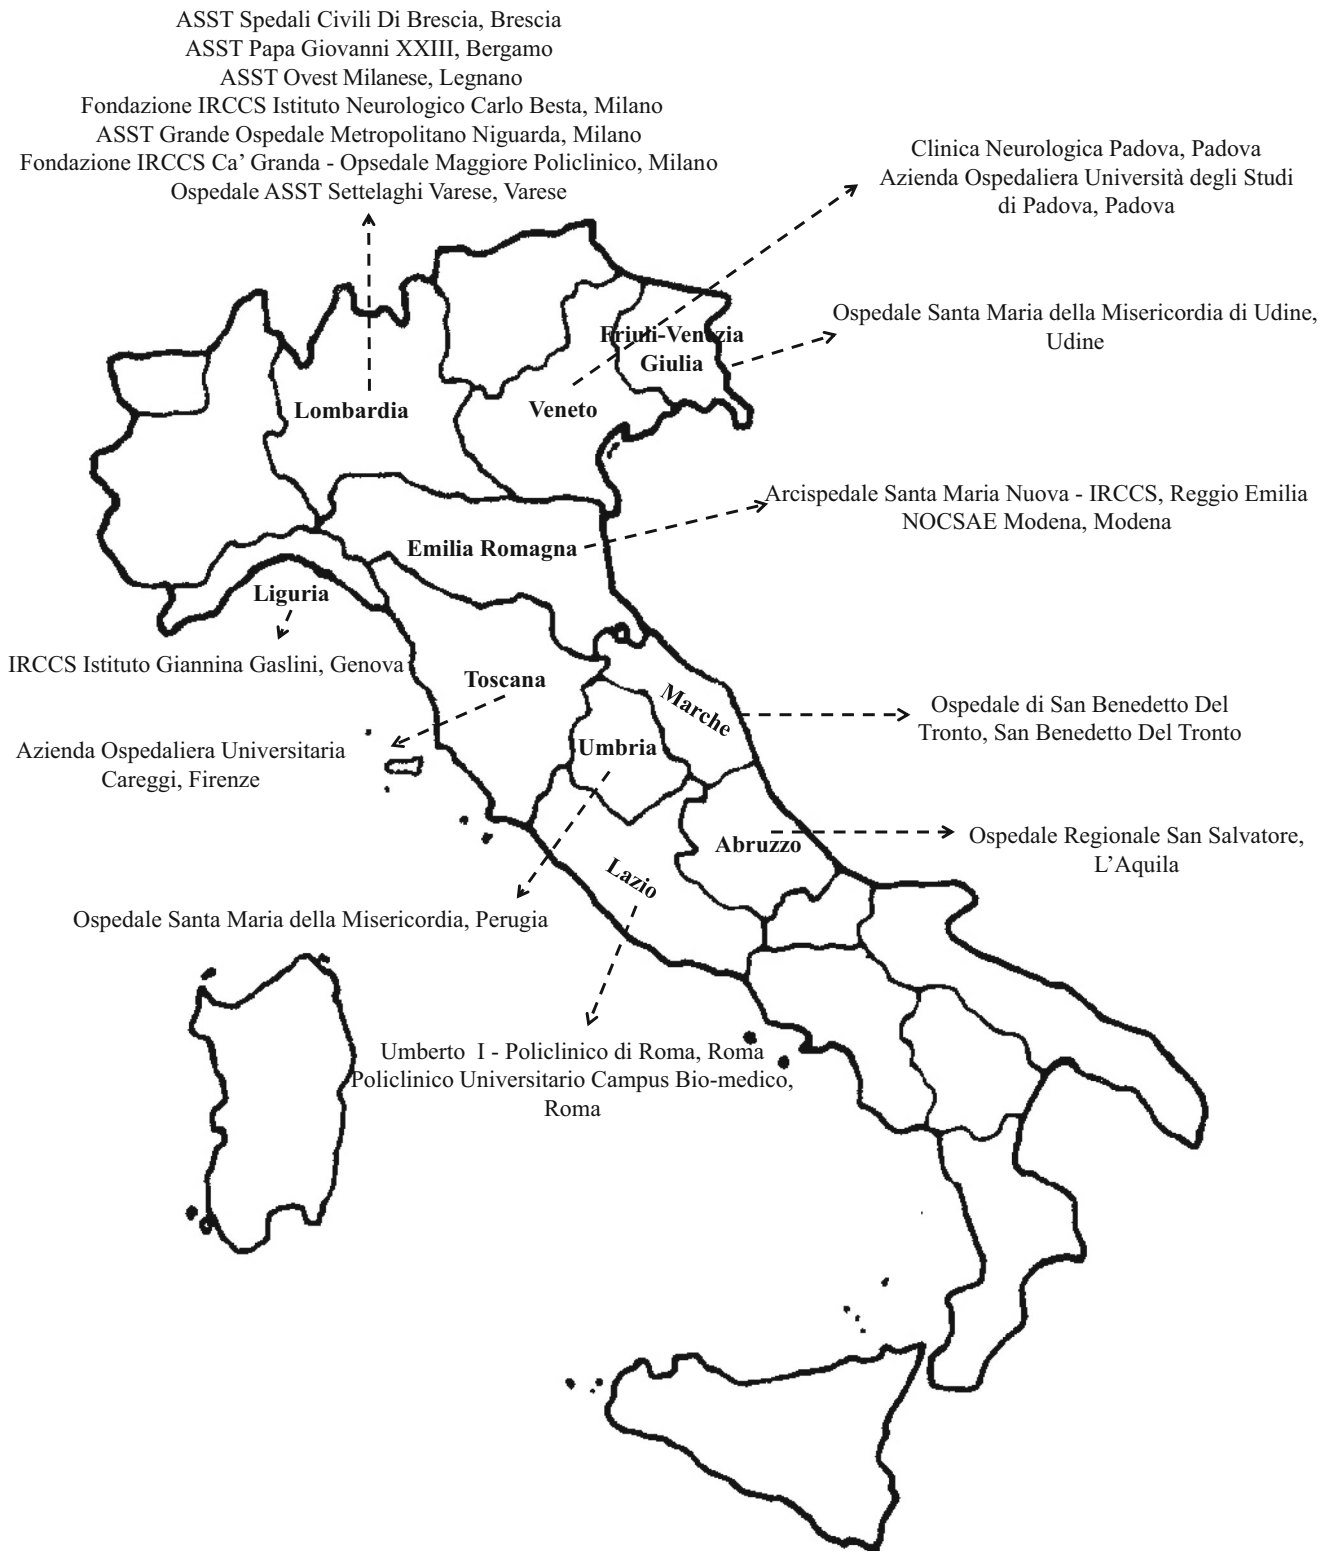 ASST Spedali Civili Di Brescia, Brescia
ASST Papa Giovanni XXIII, Bergamo
ASST Ovest Milanese, Legnano
Fondazione IRCCS Istituto Neurologico Carlo Besta, Milano
ASST Grande Ospedale Metropolitano Niguarda, Milano
Fondazione IRCCS Ca’ Granda - Opsedale Maggiore Policlinico, Milano
Ospedale ASST Settelaghi Varese, Varese
Clinica Neurologica Padova, Padova
Azienda Ospedaliera Università degli Studi
di Padova, Padova
Ospedale Santa Maria della Misericordia di Udine,
Udine
Friuli-Venezia
Giulia
Lombardia
Veneto
Arcispedale Santa Maria Nuova - IRCCS, Reggio Emilia
NOCSAE Modena, Modena
Emilia Romagna
Liguria
IRCCS Istituto Giannina Gaslini, Genova
Toscana
Marche
Ospedale di San Benedetto Del
Tronto, San Benedetto Del Tronto
Azienda Ospedaliera Universitaria
Careggi, Firenze
Umbria
Abruzzo
Ospedale Regionale San Salvatore,
L’Aquila
Lazio
Ospedale Santa Maria della Misericordia, Perugia
Umberto  I - Policlinico di Roma, Roma
Policlinico Universitario Campus Bio-medico,
Roma